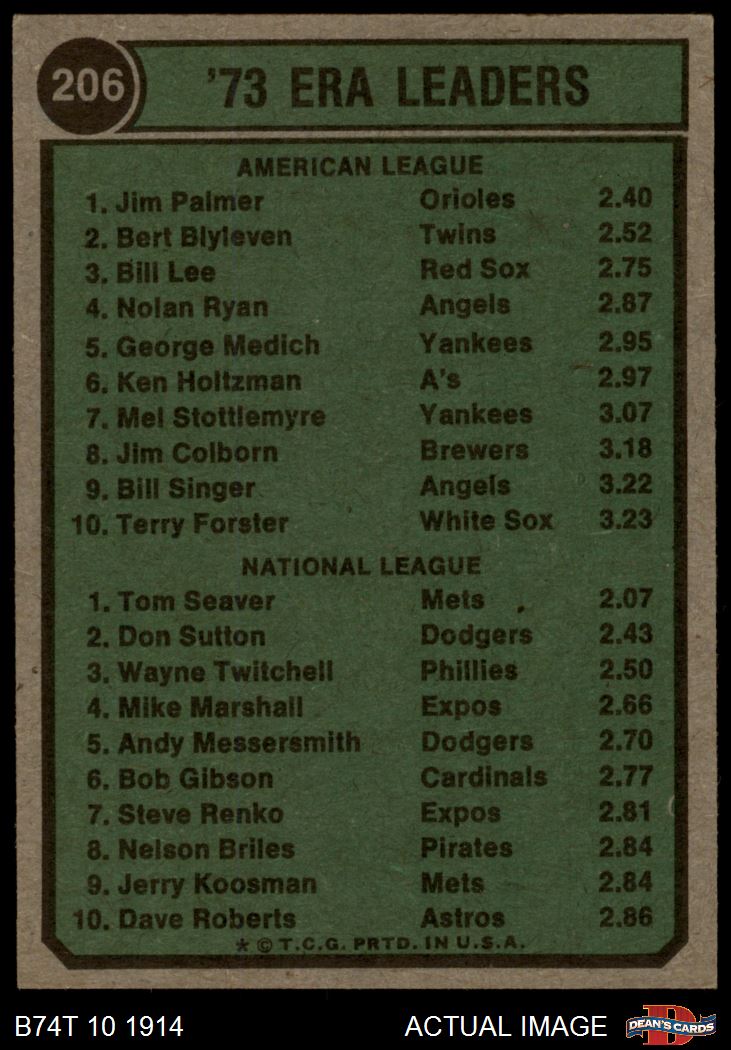 206
'73 ERA LEADERS
AMERICAN LEAGUE
1. Jim Palmer Orioles 2.40
2. Bert Blyleven Twins 2.52
3. Bill Lee Red Sox 2.75
4. Nolan Ryan Angels 2.87
5. George Medich Yankees 2.95
6. Ken Holtzman A's 2.97
7. Mel Stottlemyre Yankees 3.07
8. Jim Colborn Brewers 3.18
9. Bill Singer Angels 3.22
10. Terry Forster White Sox 3.23
NATIONAL LEAGUE
1. Tom Seaver Mets 2.07
2. Don Sutton Dodgers 2.43
3. Wayne Twitchell Phillies 2.50
4. Mike Marshall Expos 2.66
5. Andy Messersmith Dodgers 2.70
6. Bob Gibson Cardinals 2.77
7. Steve Renko Expos 2.81
8. Nelson Briles Pirates 2.84
9. Jerry Koosman Mets 2.84
10. Dave Roberts Astros 2.86
* © T.C.G. PRTD. IN U.S.A.
B74T 10 1914 ACTUAL IMAGE
D
DEAN'S CARDS